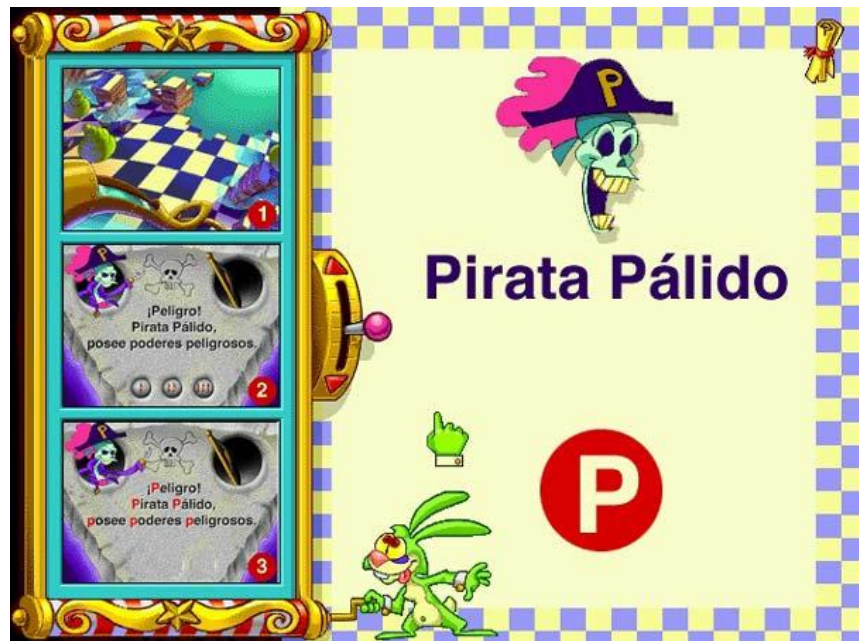 P
1
P
¡Peligro!
Pirata Pálido,
posee poderes peligrosos.
2
P
¡Peligro!
Pirata Pálido,
posee poderes peligrosos.
3
P
Pirata Pálido
P